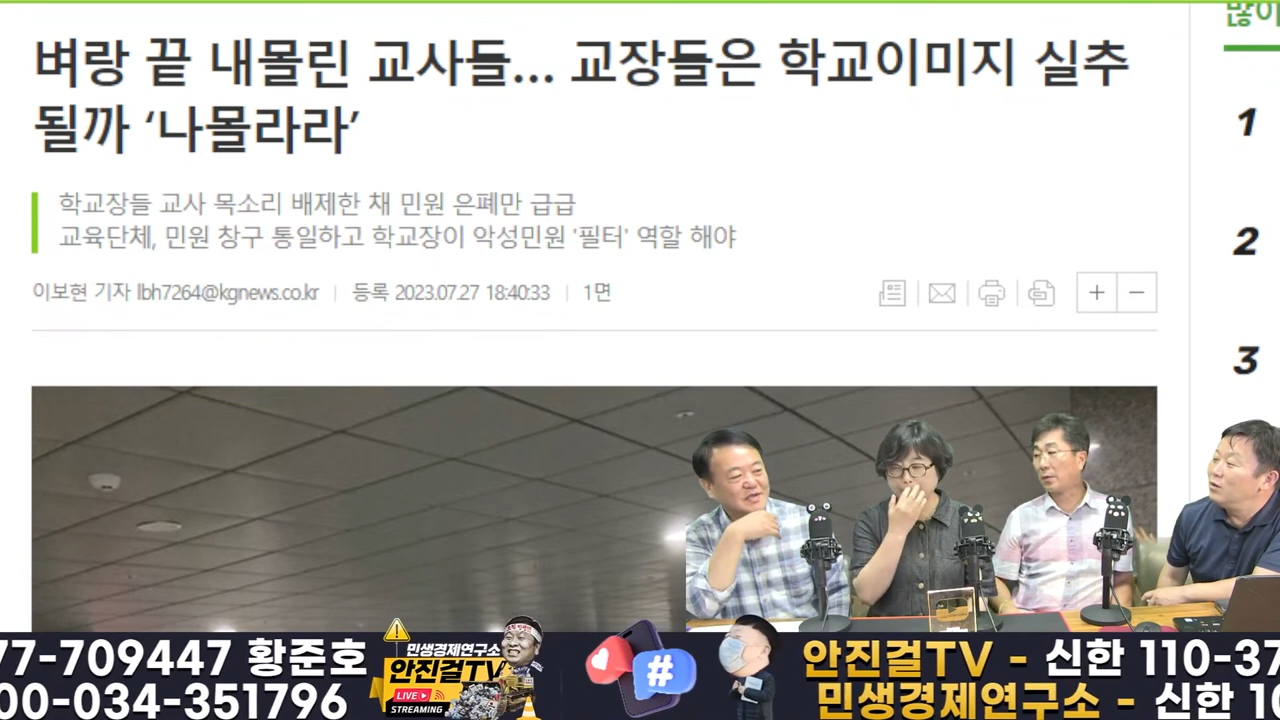 벼랑 끝 내몰린 교사들... 교장들은 학교이미지 실추
될까 ‘나몰라라’
학교장들 교사 목소리 배제한 채 민원 은폐만 급급
교육단체, 민원 창구 통일하고 학교장이 악성민원 '필터' 역할 해야
이보현 기자 lbh7264@kgnews.co.kr | 등록 2023.07.27 18:40:33 | 1면
많이
1
2
3
77-709447 황준호
00-034-351796
민생경제연구소
안진걸TV
LIVE
STREAMING
#
안진걸TV - 신한 110-37
민생경제연구소 - 신한 10